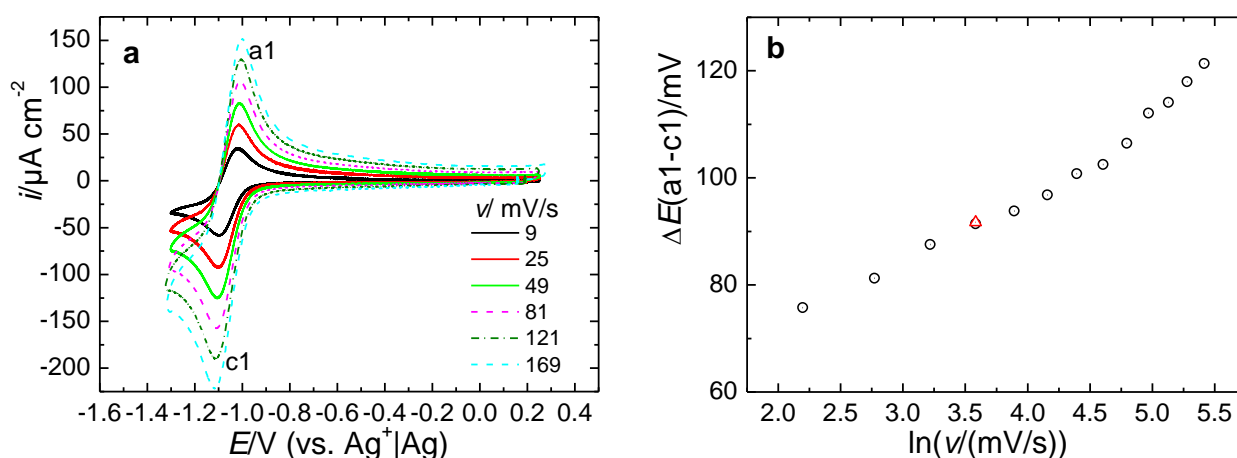 a
a1
c1
150
100
50
0
-50
-100
-150
-200
i/µA cm⁻²
v/ mV/s
9
25
49
81
121
169
-1.6 -1.4 -1.2 -1.0 -0.8 -0.6 -0.4 -0.2 0.0 0.2 0.4
E/V (vs. Ag⁺|Ag)
b
120
100
80
60
ΔE(a1-c1)/mV
2.0 2.5 3.0 3.5 4.0 4.5 5.0 5.5
ln(v/(mV/s))